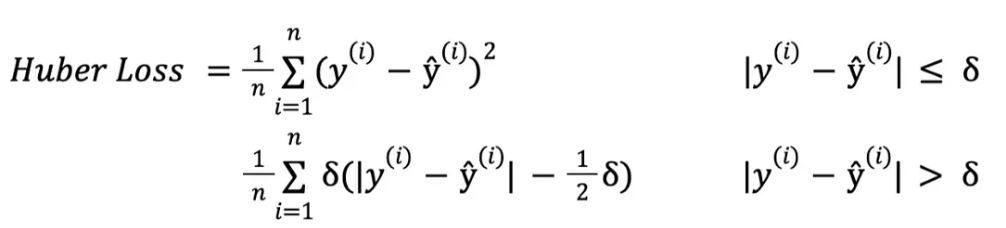 Huber Loss = 1/n n∑i=1 (y^(i) − ŷ^(i))² |y^(i) − ŷ^(i)| ≤ δ
1/n n∑i=1 δ(|y^(i) − ŷ^(i)| − 1/2 δ) |y^(i) − ŷ^(i)| > δ